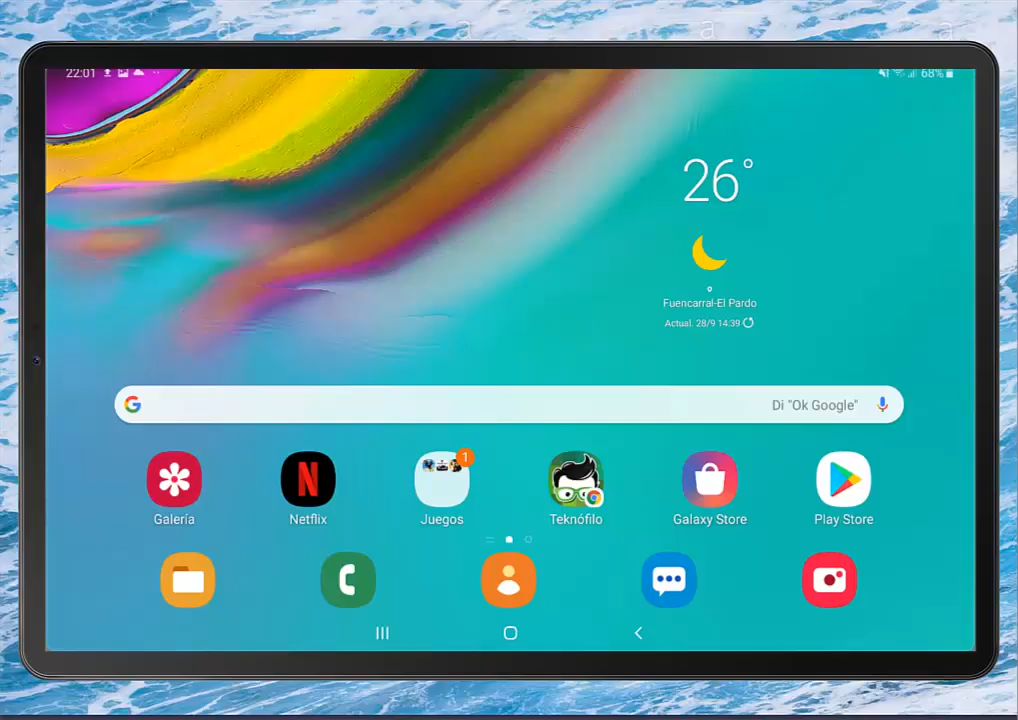 22:01
68%
26°
Fuencarral-El Pardo
Actual. 28/9 14:39
Di "Ok Google"
1
Galería
Netflix
Juegos
Teknófilo
Galaxy Store
Play Store